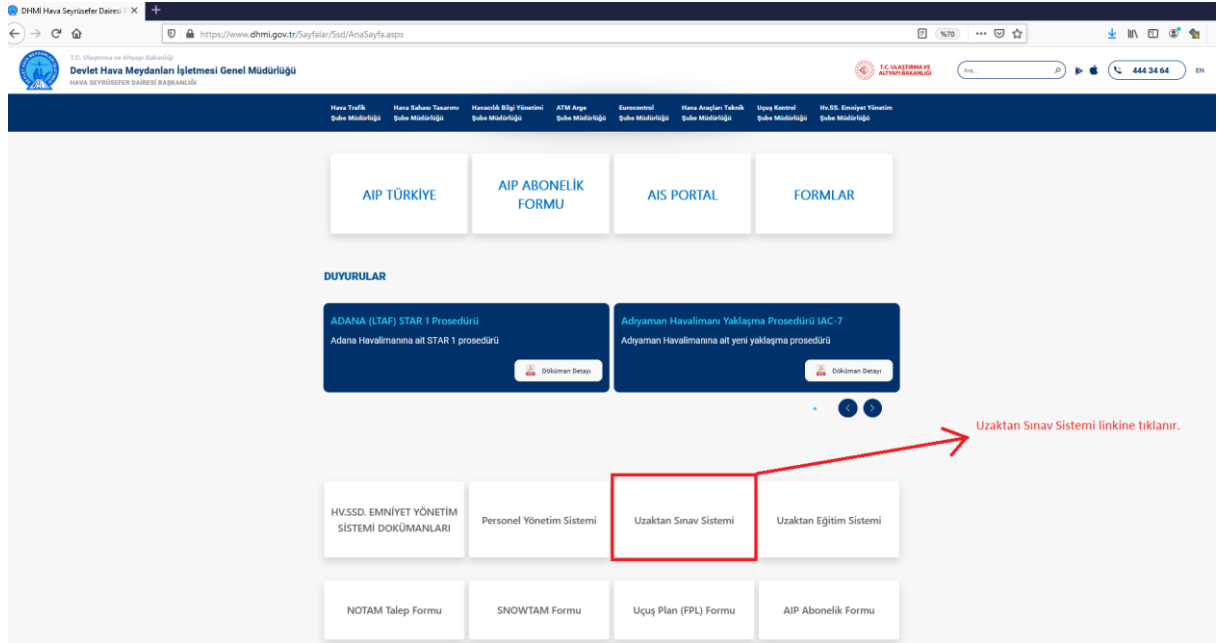 DHMİ Hava Seyrüsefer Dairesi E
https://www.dhmi.gov.tr/Sayfalar/Ssd/AnaSayfa.aspx
%70
T.C. Ulaştırma ve Altyapı Bakanlığı
Devlet Hava Meydanları İşletmesi Genel Müdürlüğü
HAVA SEYRÜSEFER DAİRESİ BAŞKANLIĞI
T.C. ULAŞTIRMA VE
ALTYAPI BAKANLIĞI
Ara...
444 34 64
EN
Hava Trafik
Şube Müdürlüğü
Hava Sahası Tasarımı
Şube Müdürlüğü
Havacılık Bilgi Yönetimi
Şube Müdürlüğü
ATM Arge
Şube Müdürlüğü
Eurocontrol
Şube Müdürlüğü
Hava Araçları Teknik
Şube Müdürlüğü
Uçuş Kontrol
Şube Müdürlüğü
Hv.SS. Emniyet Yönetim
Şube Müdürlüğü
AIP TÜRKİYE
AIP ABONELİK
FORMU
AIS PORTAL
FORMLAR
DUYURULAR
ADANA (LTAF) STAR 1 Prosedürü
Adana Havalimanına ait STAR 1 prosedürü
Döküman Detayı
Adıyaman Havalimanı Yaklaşma Prosedürü IAC-7
Adıyaman Havalimanına ait yeni yaklaşma prosedürü
Döküman Detayı
Uzaktan Sınav Sistemi linkine tıklanır.
HV.SSD. EMNİYET YÖNETİM
SİSTEMİ DOKÜMANLARI
Personel Yönetim Sistemi
Uzaktan Sınav Sistemi
Uzaktan Eğitim Sistemi
NOTAM Talep Formu
SNOWTAM Formu
Uçuş Plan (FPL) Formu
AIP Abonelik Formu